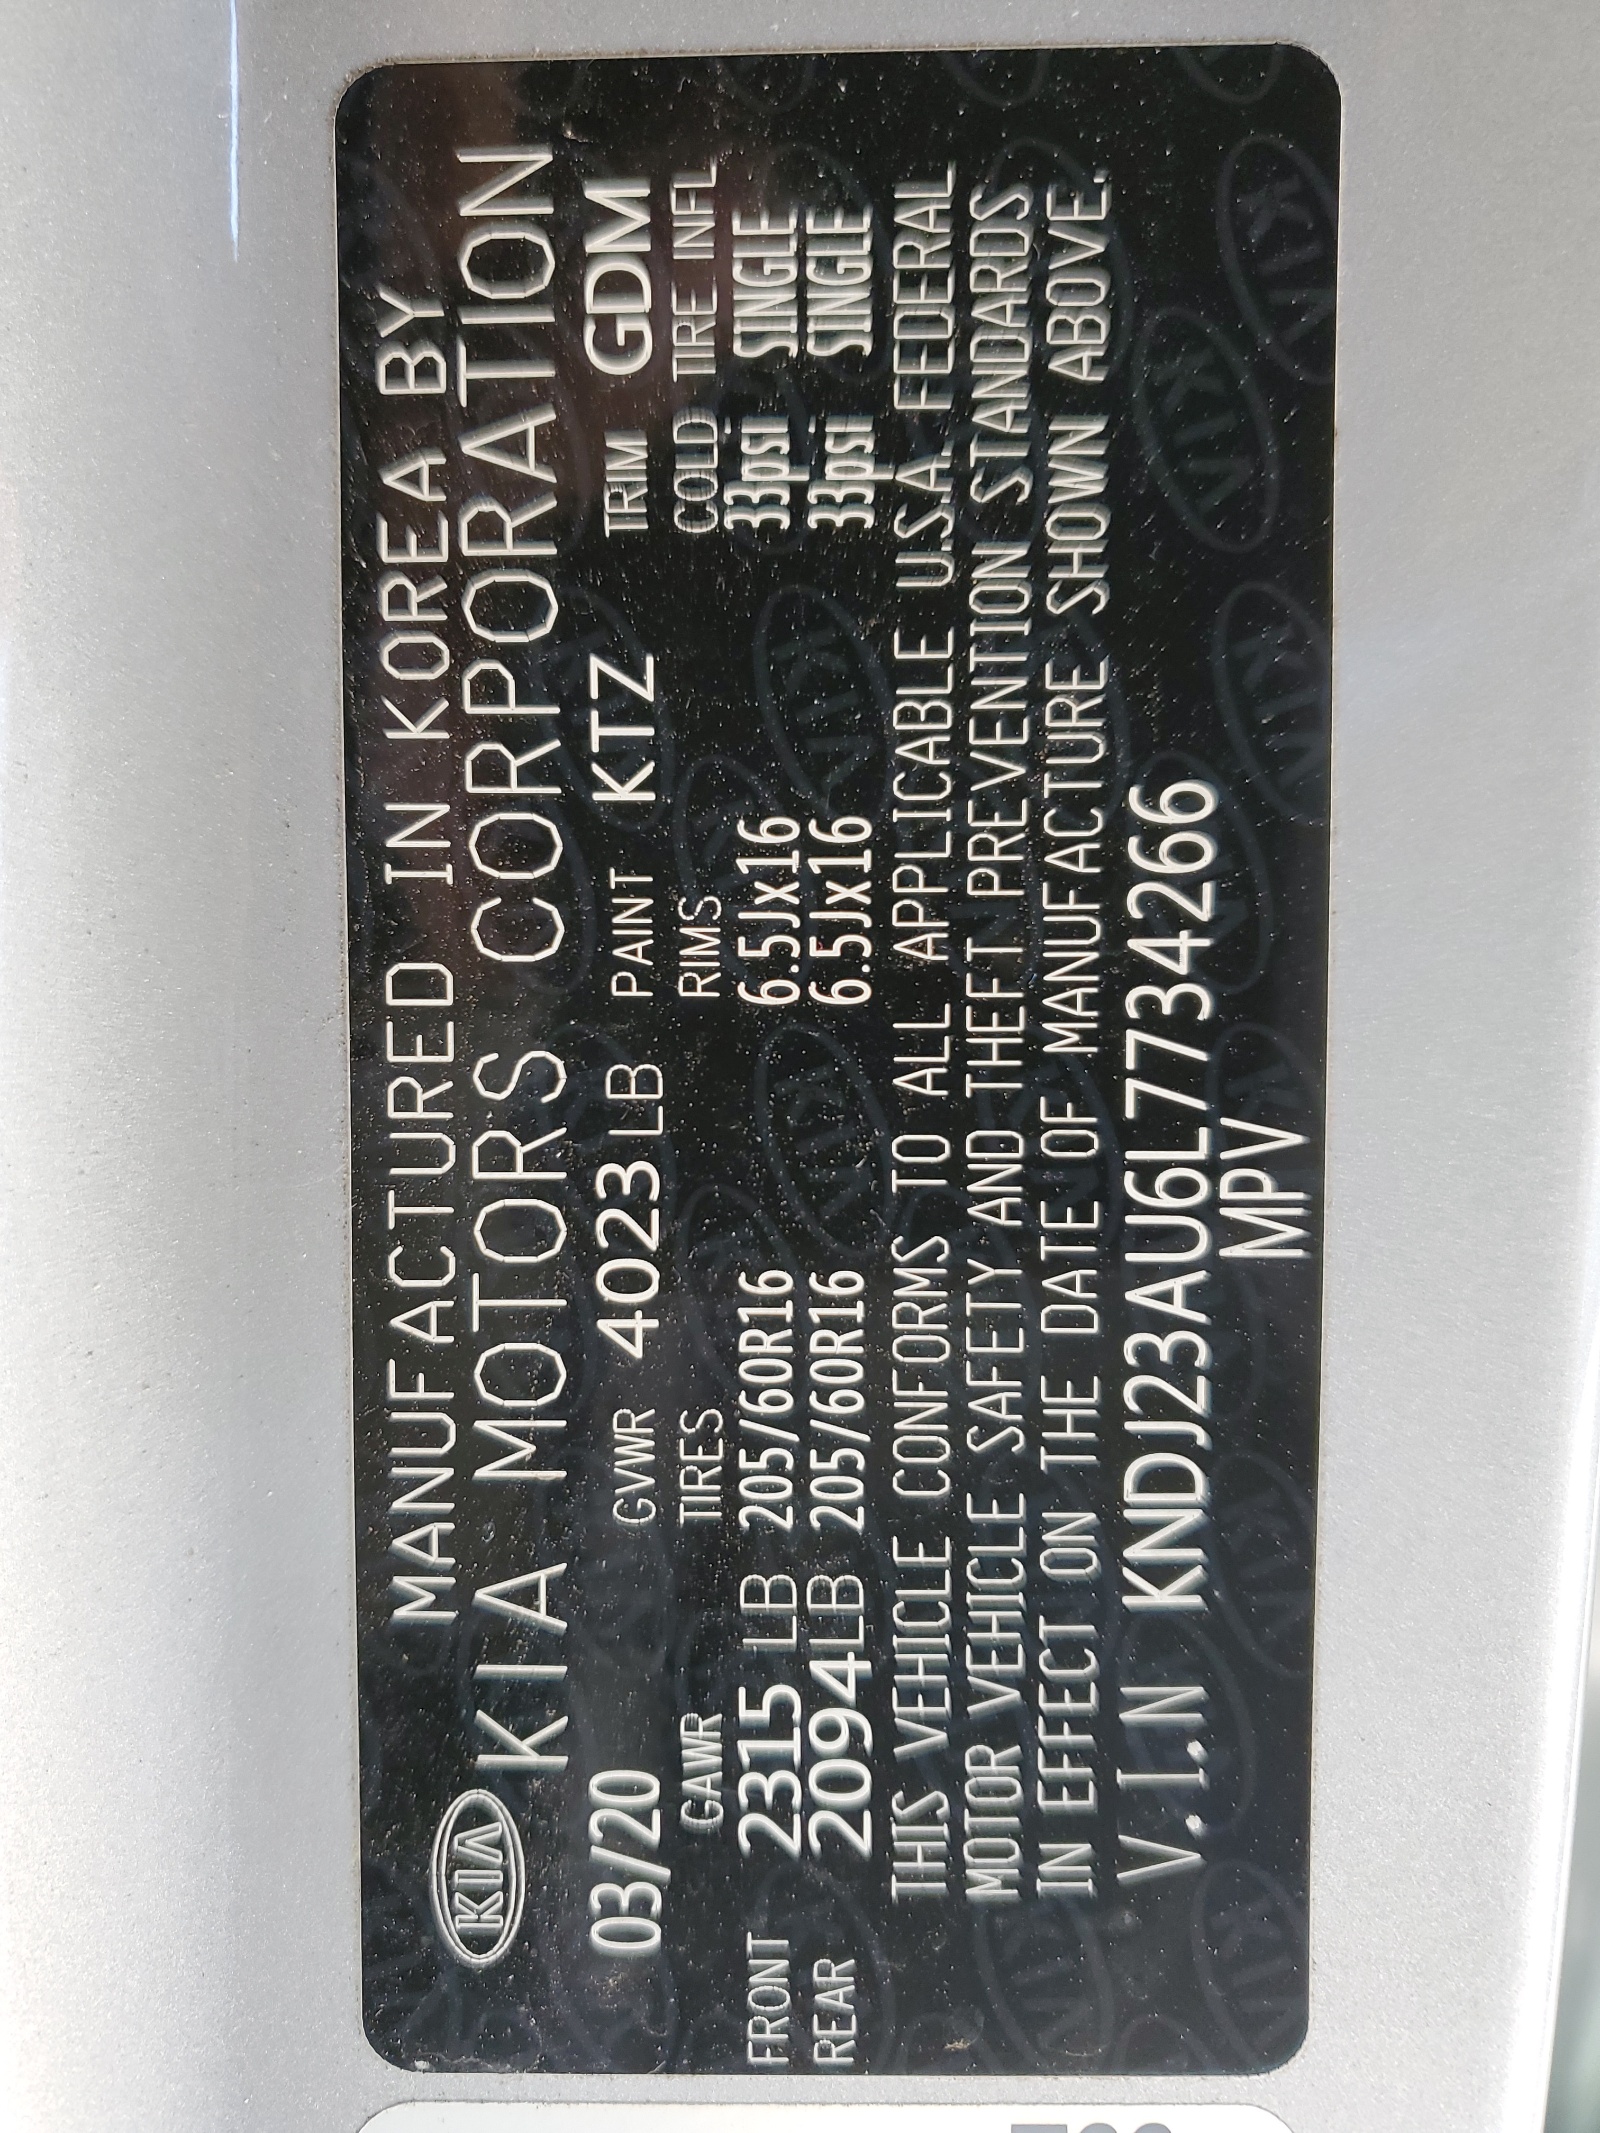 KIA MANUFACTURED IN KOREA BY
KIA MOTORS CORPORATION
03/20 GVWR 4023 LB PAINT KTZ TRIM GDM
GAWR TIRES RIMS COLD TIRE INFL
FRONT 2315 LB 205/60R16 6.5Jx16 33psi SINGLE
REAR 2094 LB 205/60R16 6.5Jx16 33psi SINGLE
THIS VEHICLE CONFORMS TO ALL APPLICABLE U.S.A. FEDERAL
MOTOR VEHICLE SAFETY AND THEFT PREVENTION STANDARDS
IN EFFECT ON THE DATE OF MANUFACTURE SHOWN ABOVE.
V.I.N KNDJ23AU6L7734266
MPV